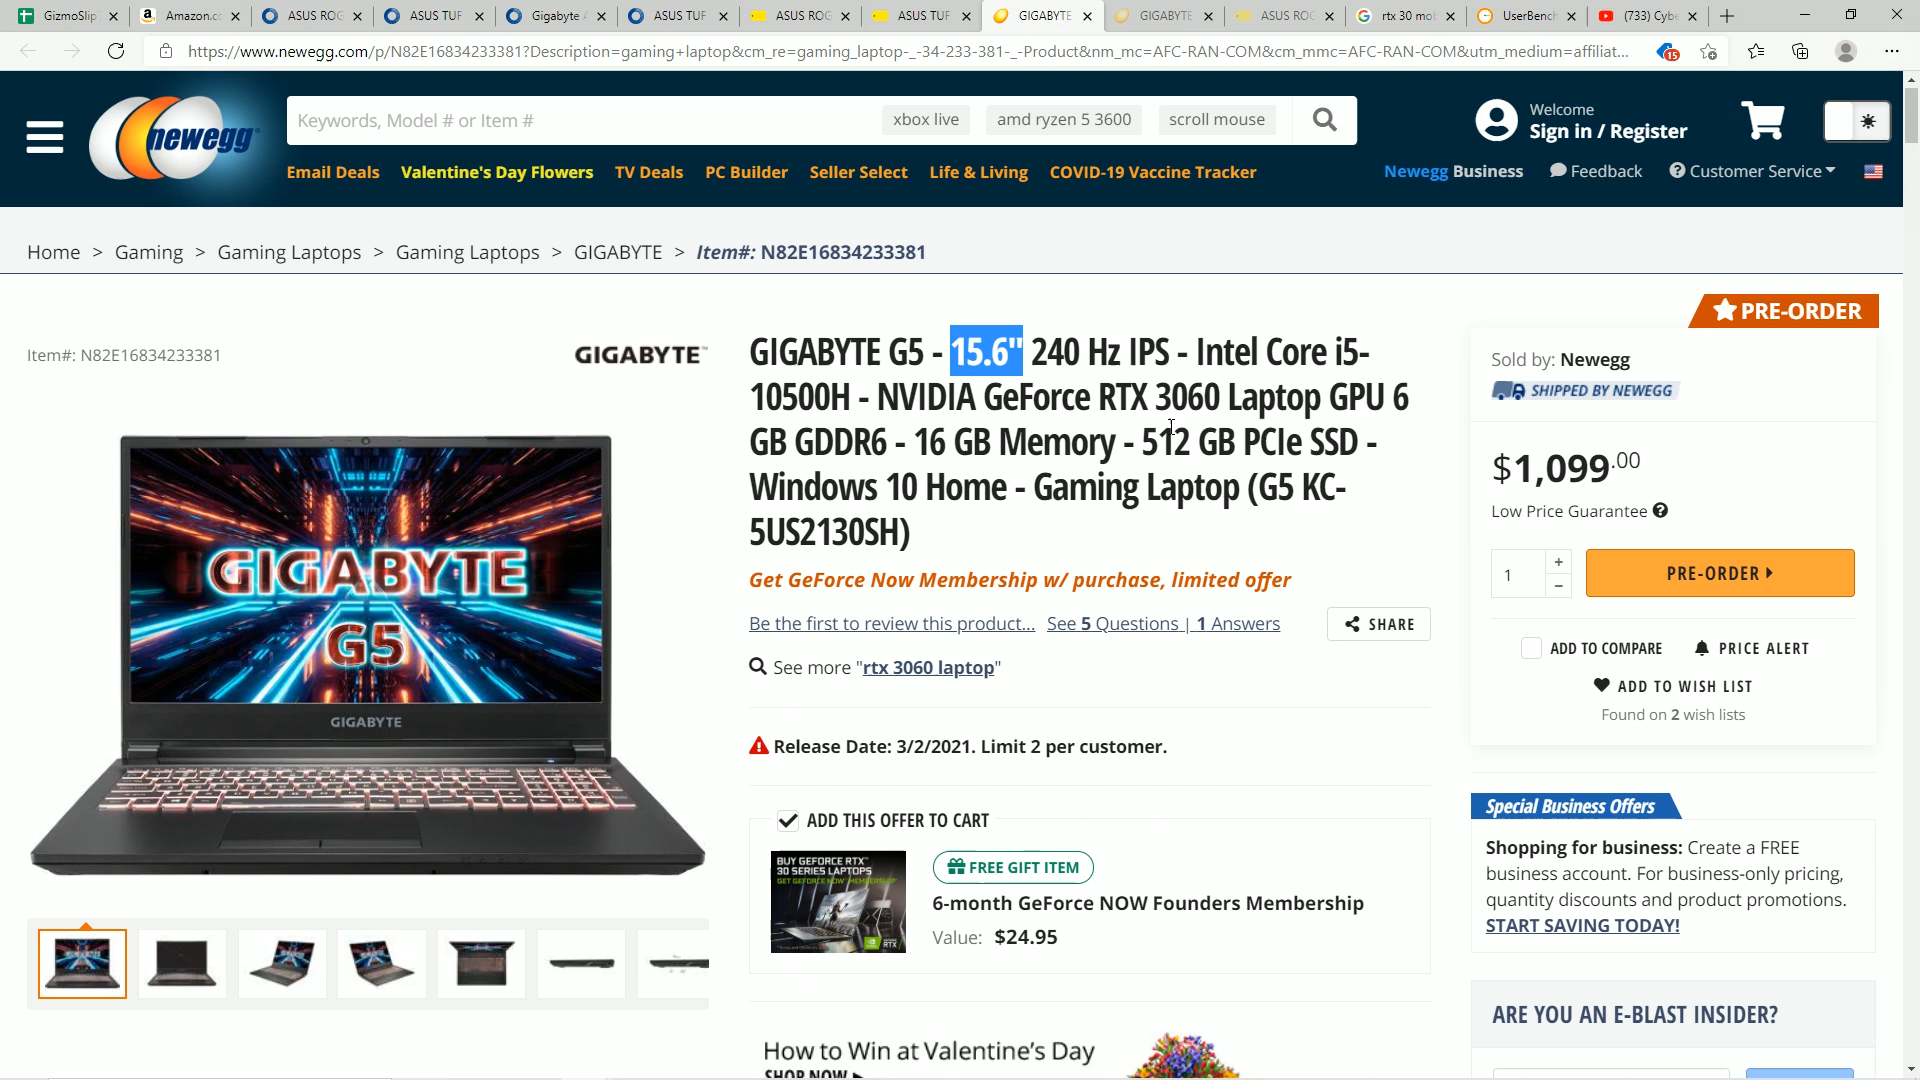 GizmoSlip
Amazon.co
ASUS ROG
ASUS TUF
Gigabyte A
ASUS TUF
ASUS ROG
ASUS TUF
GIGABYTE
GIGABYTE
ASUS ROG
rtx 30 mob
UserBench
(733) Cybe
https://www.newegg.com/p/N82E16834233381?Description=gaming+laptop&cm_re=gaming_laptop-_-34-233-381-_-Product&nm_mc=AFC-RAN-COM&cm_mmc=AFC-RAN-COM&utm_medium=affiliat...
15
newegg
Keywords, Model # or Item #
xbox live
amd ryzen 5 3600
scroll mouse
Welcome
Sign in / Register
Email Deals
Valentine's Day Flowers
TV Deals
PC Builder
Seller Select
Life & Living
COVID-19 Vaccine Tracker
Newegg Business
Feedback
Customer Service
Home > Gaming > Gaming Laptops > Gaming Laptops > GIGABYTE > Item#: N82E16834233381
PRE-ORDER
Item#: N82E16834233381
GIGABYTE™
GIGABYTE
G5
GIGABYTE
GIGABYTE G5 - 15.6" 240 Hz IPS - Intel Core i5-
10500H - NVIDIA GeForce RTX 3060 Laptop GPU 6
GB GDDR6 - 16 GB Memory - 512 GB PCIe SSD -
Windows 10 Home - Gaming Laptop (G5 KC-
5US2130SH)
Get GeForce Now Membership w/ purchase, limited offer
Be the first to review this product...
See 5 Questions | 1 Answers
SHARE
See more "rtx 3060 laptop"
Release Date: 3/2/2021. Limit 2 per customer.
ADD THIS OFFER TO CART
BUY GEFORCE RTX™
30 SERIES LAPTOPS
GET GEFORCE NOW MEMBERSHIP
FREE GIFT ITEM
6-month GeForce NOW Founders Membership
Value: $24.95
How to Win at Valentine's Day
SHOP NOW
Sold by: Newegg
SHIPPED BY NEWEGG
$1,099.00
Low Price Guarantee
1
+
−
PRE-ORDER
ADD TO COMPARE
PRICE ALERT
ADD TO WISH LIST
Found on 2 wish lists
Special Business Offers
Shopping for business: Create a FREE
business account. For business-only pricing,
quantity discounts and product promotions.
START SAVING TODAY!
ARE YOU AN E-BLAST INSIDER?